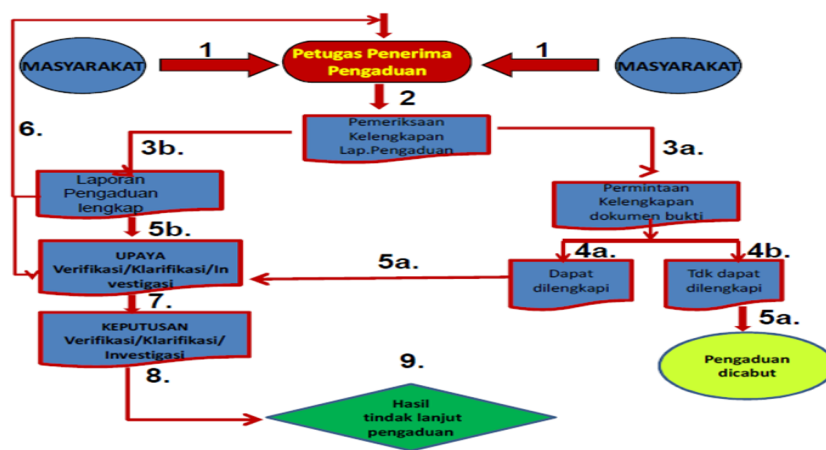 1
1
MASYARAKAT
Petugas Penerima
Pengaduan
MASYARAKAT
2
6.
Pemeriksaan
Kelengkapan
Lap.Pengaduan
3b.
3a.
Laporan
Pengaduan
lengkap
Permintaan
Kelengkapan
dokumen bukti
5b.
4a.
4b.
UPAYA
Verifikasi/Klarifikasi/In
vestigasi
5a.
Dapat
dilengkapi
Tdk dapat
dilengkapi
7.
5a.
KEPUTUSAN
Verifikasi/Klarifikasi/
Investigasi
Pengaduan
dicabut
8.
9.
Hasil
tindak lanjut
pengaduan